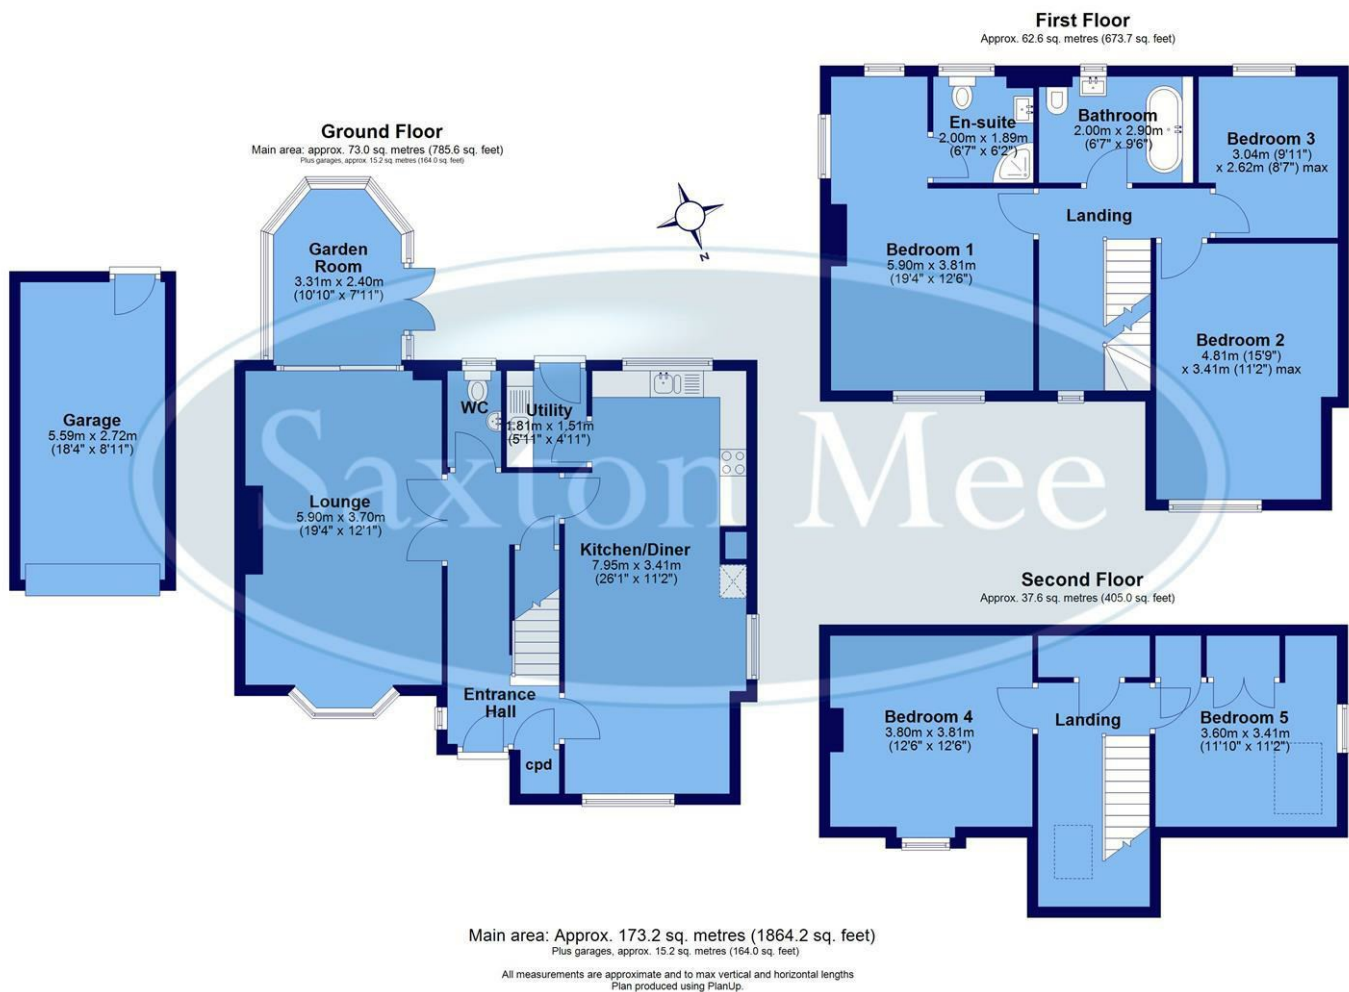 First Floor
Approx. 62.6 sq. metres (673.7 sq. feet)
En-suite
2.00m x 1.89m
(6'7" x 6'2")
Bathroom
2.00m x 2.90m
(6'7" x 9'6")
Bedroom 3
3.04m (9'11")
x 2.62m (8'7") max
Landing
Bedroom 1
5.90m x 3.81m
(19'4" x 12'6")
Bedroom 2
4.81m (15'9")
x 3.41m (11'2") max
Ground Floor
Main area: approx. 73.0 sq. metres (785.6 sq. feet)
Plus garages, approx. 15.2 sq. metres (164.0 sq. feet)
Garden
Room
3.31m x 2.40m
(10'10" x 7'11")
N
Garage
5.59m x 2.72m
(18'4" x 8'11")
WC
Utility
1.81m x 1.51m
(5'11" x 4'11")
Lounge
5.90m x 3.70m
(19'4" x 12'1")
Kitchen/Diner
7.95m x 3.41m
(26'1" x 11'2")
Entrance
Hall
cpd
Saxton Mee
Second Floor
Approx. 37.6 sq. metres (405.0 sq. feet)
Bedroom 4
3.80m x 3.81m
(12'6" x 12'6")
Landing
Bedroom 5
3.60m x 3.41m
(11'10" x 11'2")
Main area: Approx. 173.2 sq. metres (1864.2 sq. feet)
Plus garages, approx. 15.2 sq. metres (164.0 sq. feet)
All measurements are approximate and to max vertical and horizontal lengths
Plan produced using PlanUp.